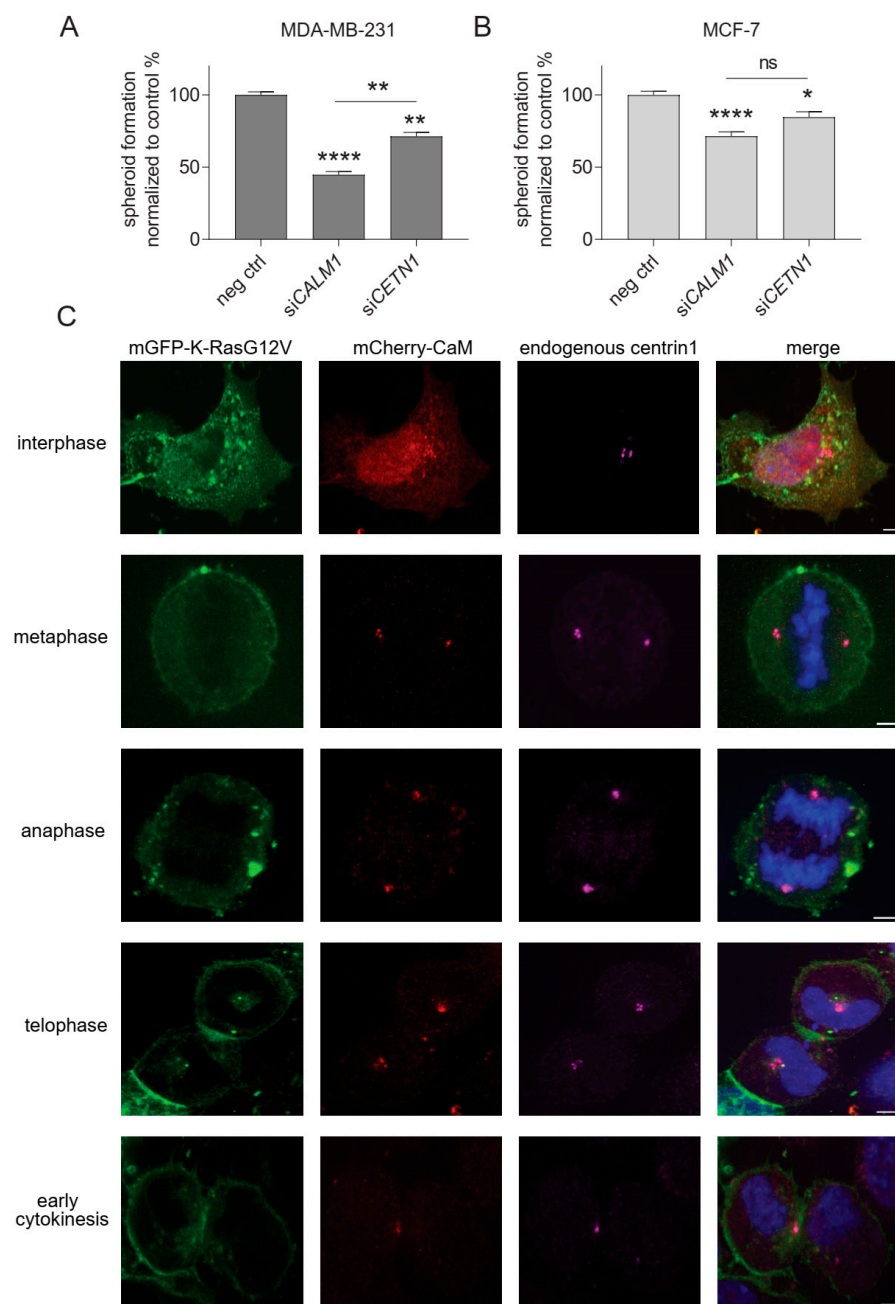 A
MDA-MB-231
spheroid formation
normalized to control %
100
50
0
**
****
**
neg ctrl
siCALM1
siCETN1
B
MCF-7
spheroid formation
normalized to control %
100
50
0
ns
****
*
neg ctrl
siCALM1
siCETN1
C
mGFP-K-RasG12V mCherry-CaM endogenous centrin1 merge
interphase
metaphase
anaphase
telophase
early
cytokinesis